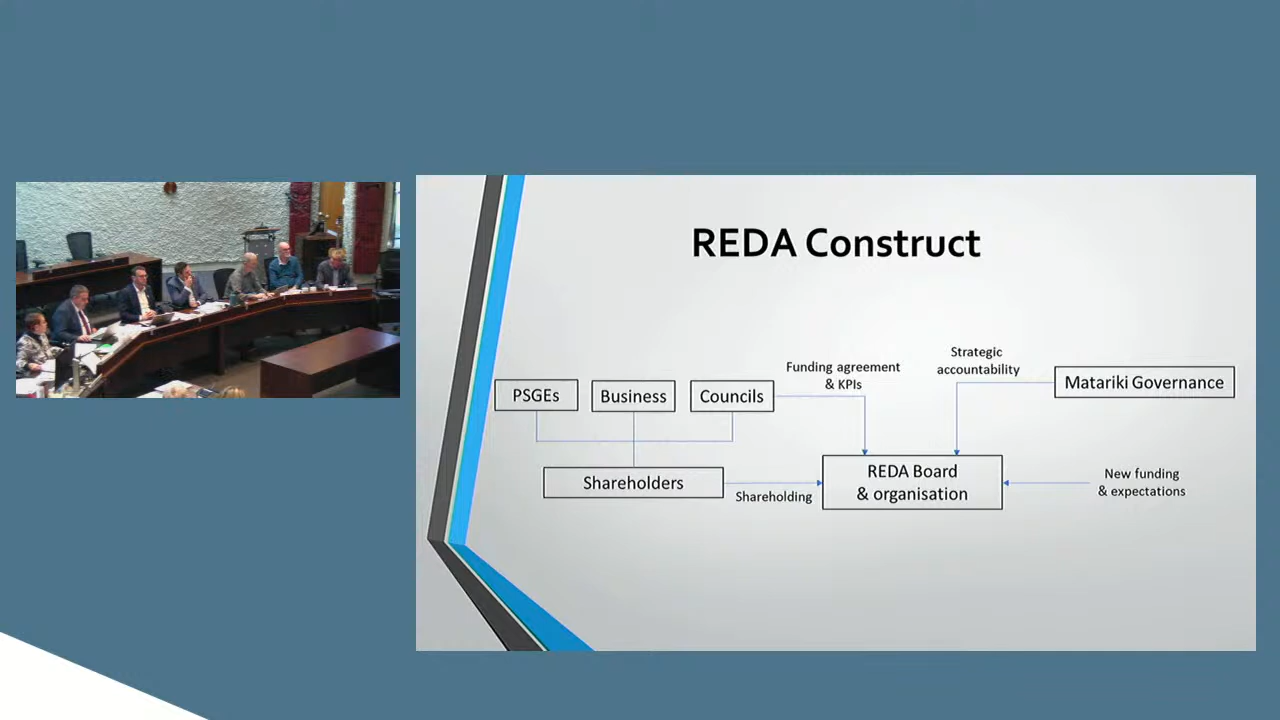 REDA Construct
Strategic
accountability
Funding agreement
& KPIs
Matariki Governance
PSGEs
Business
Councils
REDA Board
& organisation
Shareholders
Shareholding
New funding
& expectations